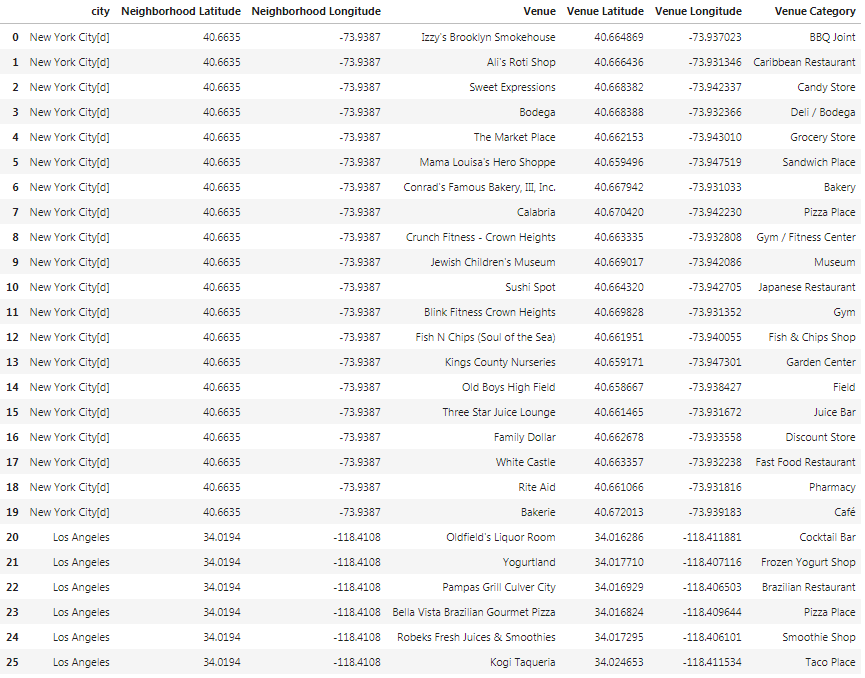 city Neighborhood Latitude Neighborhood Longitude Venue Venue Latitude Venue Longitude Venue Category
0 New York City[d] 40.6635 -73.9387 Izzy's Brooklyn Smokehouse 40.664869 -73.937023 BBQ Joint
1 New York City[d] 40.6635 -73.9387 Ali's Roti Shop 40.666436 -73.931346 Caribbean Restaurant
2 New York City[d] 40.6635 -73.9387 Sweet Expressions 40.668382 -73.942337 Candy Store
3 New York City[d] 40.6635 -73.9387 Bodega 40.668388 -73.932366 Deli / Bodega
4 New York City[d] 40.6635 -73.9387 The Market Place 40.662153 -73.943010 Grocery Store
5 New York City[d] 40.6635 -73.9387 Mama Louisa's Hero Shoppe 40.659496 -73.947519 Sandwich Place
6 New York City[d] 40.6635 -73.9387 Conrad's Famous Bakery, III, Inc. 40.667942 -73.931033 Bakery
7 New York City[d] 40.6635 -73.9387 Calabria 40.670420 -73.942230 Pizza Place
8 New York City[d] 40.6635 -73.9387 Crunch Fitness - Crown Heights 40.663335 -73.932808 Gym / Fitness Center
9 New York City[d] 40.6635 -73.9387 Jewish Children's Museum 40.669017 -73.942086 Museum
10 New York City[d] 40.6635 -73.9387 Sushi Spot 40.664320 -73.942705 Japanese Restaurant
11 New York City[d] 40.6635 -73.9387 Blink Fitness Crown Heights 40.669828 -73.931352 Gym
12 New York City[d] 40.6635 -73.9387 Fish N Chips (Soul of the Sea) 40.661951 -73.940055 Fish & Chips Shop
13 New York City[d] 40.6635 -73.9387 Kings County Nurseries 40.659171 -73.947301 Garden Center
14 New York City[d] 40.6635 -73.9387 Old Boys High Field 40.658667 -73.938427 Field
15 New York City[d] 40.6635 -73.9387 Three Star Juice Lounge 40.661465 -73.931672 Juice Bar
16 New York City[d] 40.6635 -73.9387 Family Dollar 40.662678 -73.933558 Discount Store
17 New York City[d] 40.6635 -73.9387 White Castle 40.663357 -73.932238 Fast Food Restaurant
18 New York City[d] 40.6635 -73.9387 Rite Aid 40.661066 -73.931816 Pharmacy
19 New York City[d] 40.6635 -73.9387 Bakerie 40.672013 -73.939183 Café
20 Los Angeles 34.0194 -118.4108 Oldfield's Liquor Room 34.016286 -118.411881 Cocktail Bar
21 Los Angeles 34.0194 -118.4108 Yogurtland 34.017710 -118.407116 Frozen Yogurt Shop
22 Los Angeles 34.0194 -118.4108 Pampas Grill Culver City 34.016929 -118.406503 Brazilian Restaurant
23 Los Angeles 34.0194 -118.4108 Bella Vista Brazilian Gourmet Pizza 34.016824 -118.409644 Pizza Place
24 Los Angeles 34.0194 -118.4108 Robeks Fresh Juices & Smoothies 34.017295 -118.406101 Smoothie Shop
25 Los Angeles 34.0194 -118.4108 Kogi Taqueria 34.024653 -118.411534 Taco Place